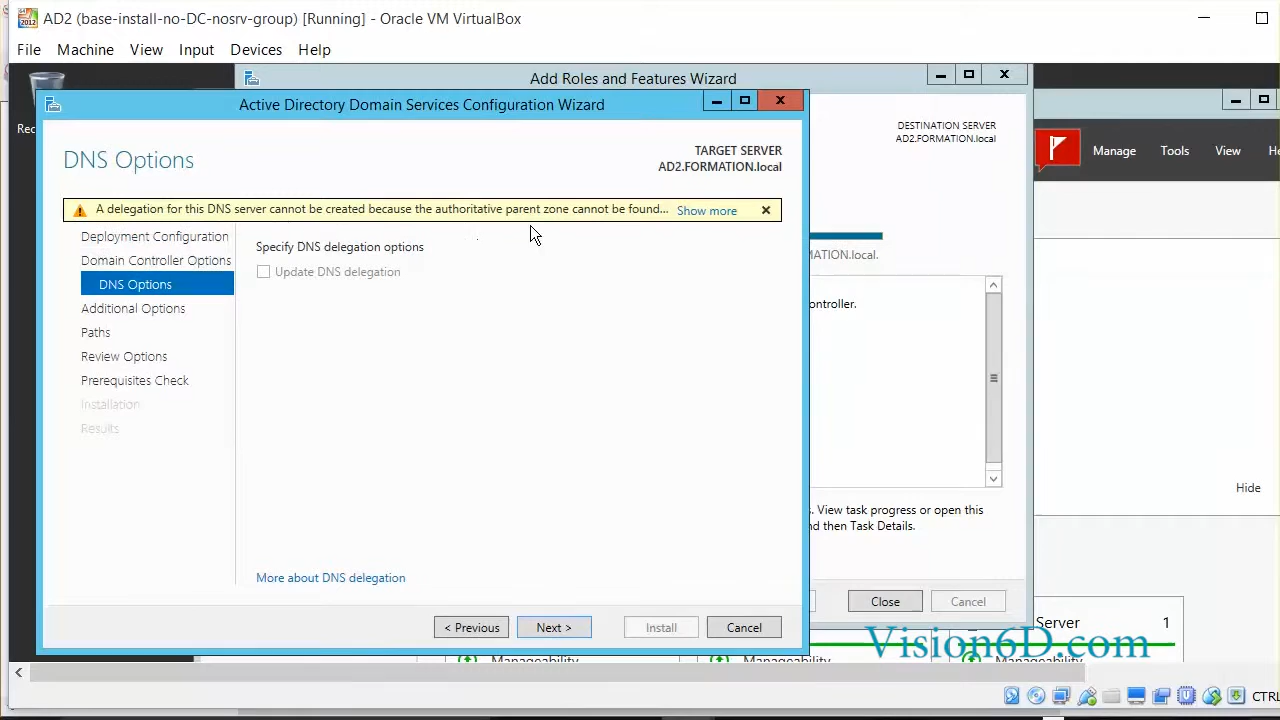 AD2 (base-install-no-DC-nosrv-group) [Running] - Oracle VM VirtualBox
File Machine View Input Devices Help
Add Roles and Features Wizard
Active Directory Domain Services Configuration Wizard
DESTINATION SERVER
AD2.FORMATION.local
Manage Tools View
DNS Options
TARGET SERVER
AD2.FORMATION.local
A delegation for this DNS server cannot be created because the authoritative parent zone cannot be found... Show more
Deployment Configuration
Domain Controller Options
DNS Options
Additional Options
Paths
Review Options
Prerequisites Check
Installation
Results
Specify DNS delegation options
Update DNS delegation
More about DNS delegation
< Previous Next > Install Cancel
MATION.local.
ontroller.
s. View task progress or open this
nd then Task Details.
Close Cancel
Hide
Server 1
Manageability Manageability Manageability
Vision6D.com
CTRL